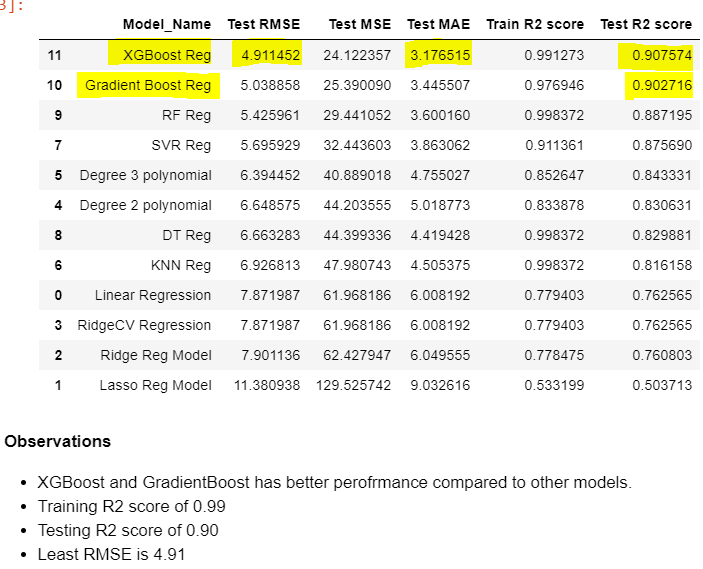 3]:
Model_Name Test RMSE Test MSE Test MAE Train R2 score Test R2 score
11 XGBoost Reg 4.911452 24.122357 3.176515 0.991273 0.907574
10 Gradient Boost Reg 5.038858 25.390090 3.445507 0.976946 0.902716
9 RF Reg 5.425961 29.441052 3.600160 0.998372 0.887195
7 SVR Reg 5.695929 32.443603 3.863062 0.911361 0.875690
5 Degree 3 polynomial 6.394452 40.889018 4.755027 0.852647 0.843331
4 Degree 2 polynomial 6.648575 44.203555 5.018773 0.833878 0.830631
8 DT Reg 6.663283 44.399336 4.419428 0.998372 0.829881
6 KNN Reg 6.926813 47.980743 4.505375 0.998372 0.816158
0 Linear Regression 7.871987 61.968186 6.008192 0.779403 0.762565
3 RidgeCV Regression 7.871987 61.968186 6.008192 0.779403 0.762565
2 Ridge Reg Model 7.901136 62.427947 6.049555 0.778475 0.760803
1 Lasso Reg Model 11.380938 129.525742 9.032616 0.533199 0.503713
Observations
• XGBoost and GradientBoost has better perofrmance compared to other models.
• Training R2 score of 0.99
• Testing R2 score of 0.90
• Least RMSE is 4.91